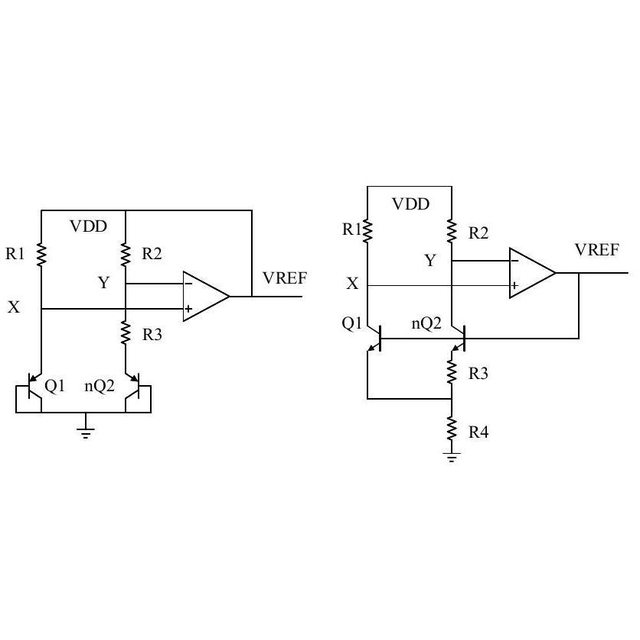 VDD
R1
R2
Y
−
VREF
X
+
R3
Q1
nQ2
VDD
R1
R2
VREF
Y
−
X
+
Q1
nQ2
R3
R4